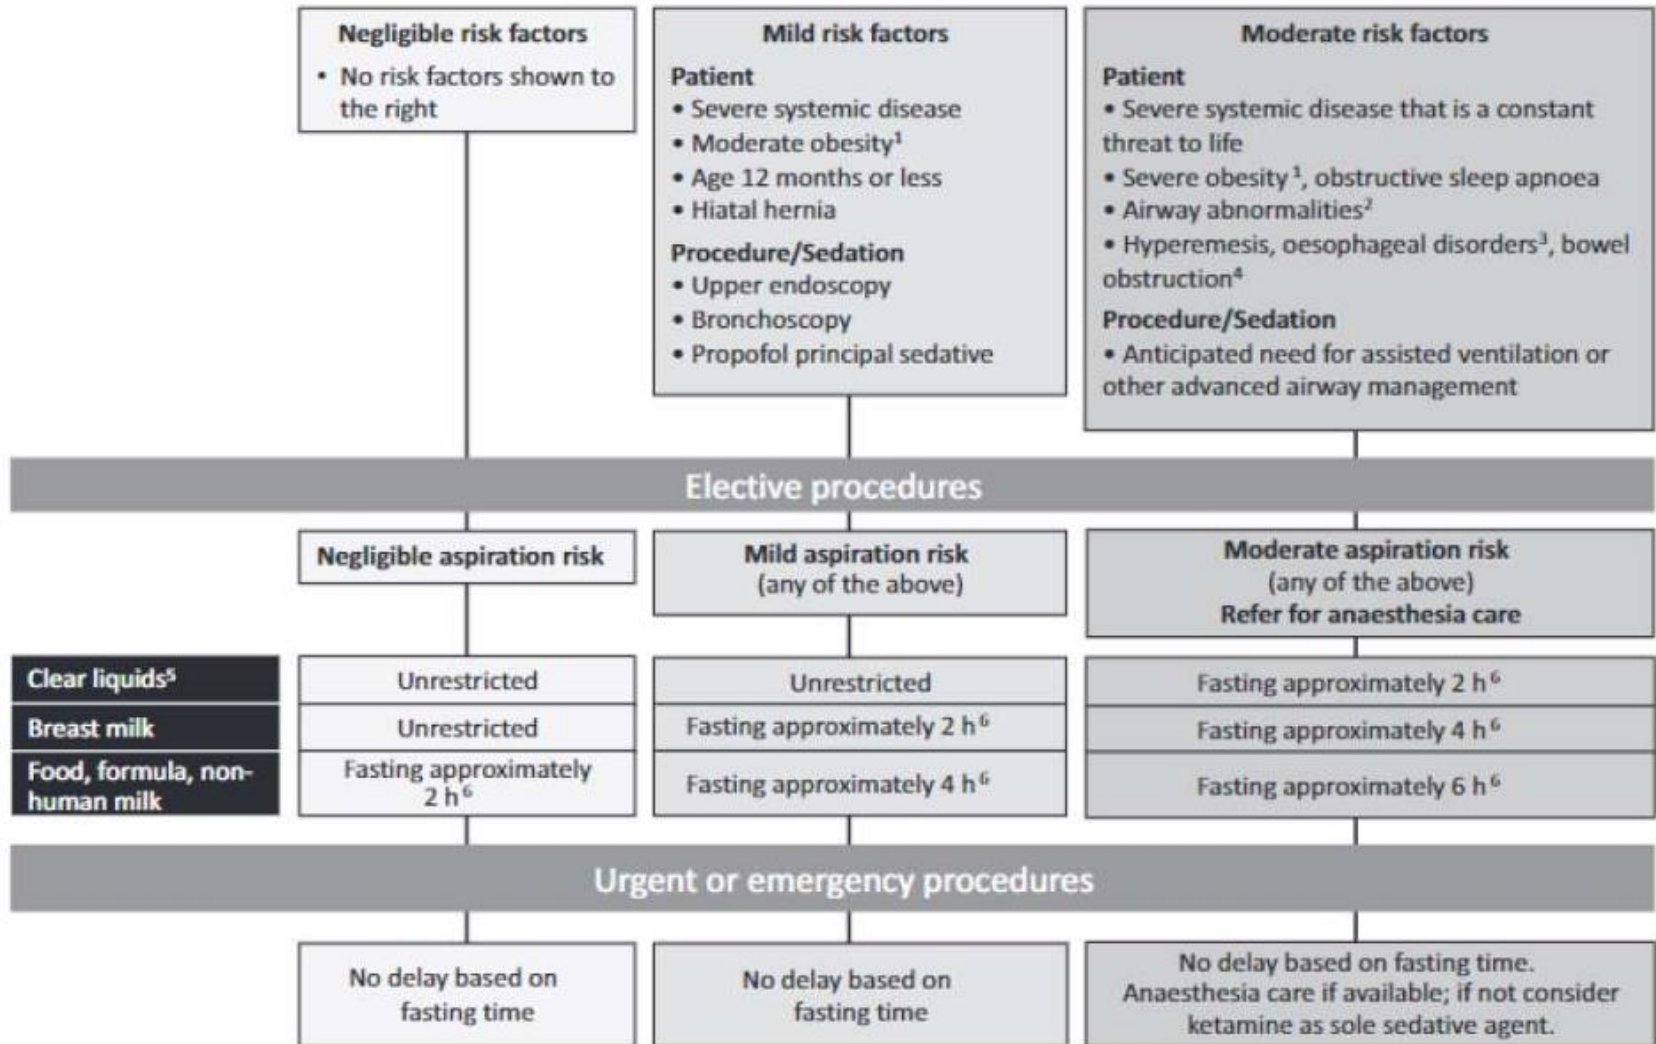 Negligible risk factors
• No risk factors shown to
the right
Mild risk factors
Patient
• Severe systemic disease
• Moderate obesity¹
• Age 12 months or less
• Hiatal hernia
Procedure/Sedation
• Upper endoscopy
• Bronchoscopy
• Propofol principal sedative
Moderate risk factors
Patient
• Severe systemic disease that is a constant
threat to life
• Severe obesity¹, obstructive sleep apnoea
• Airway abnormalities²
• Hyperemesis, oesophageal disorders³, bowel
obstruction⁴
Procedure/Sedation
• Anticipated need for assisted ventilation or
other advanced airway management
Elective procedures
Negligible aspiration risk
Mild aspiration risk
(any of the above)
Moderate aspiration risk
(any of the above)
Refer for anaesthesia care
Clear liquids⁵
Unrestricted
Unrestricted
Fasting approximately 2 h⁶
Breast milk
Unrestricted
Fasting approximately 2 h⁶
Fasting approximately 4 h⁶
Food, formula, non-
human milk
Fasting approximately
2 h⁶
Fasting approximately 4 h⁶
Fasting approximately 6 h⁶
Urgent or emergency procedures
No delay based on
fasting time
No delay based on
fasting time
No delay based on fasting time.
Anaesthesia care if available; if not consider
ketamine as sole sedative agent.